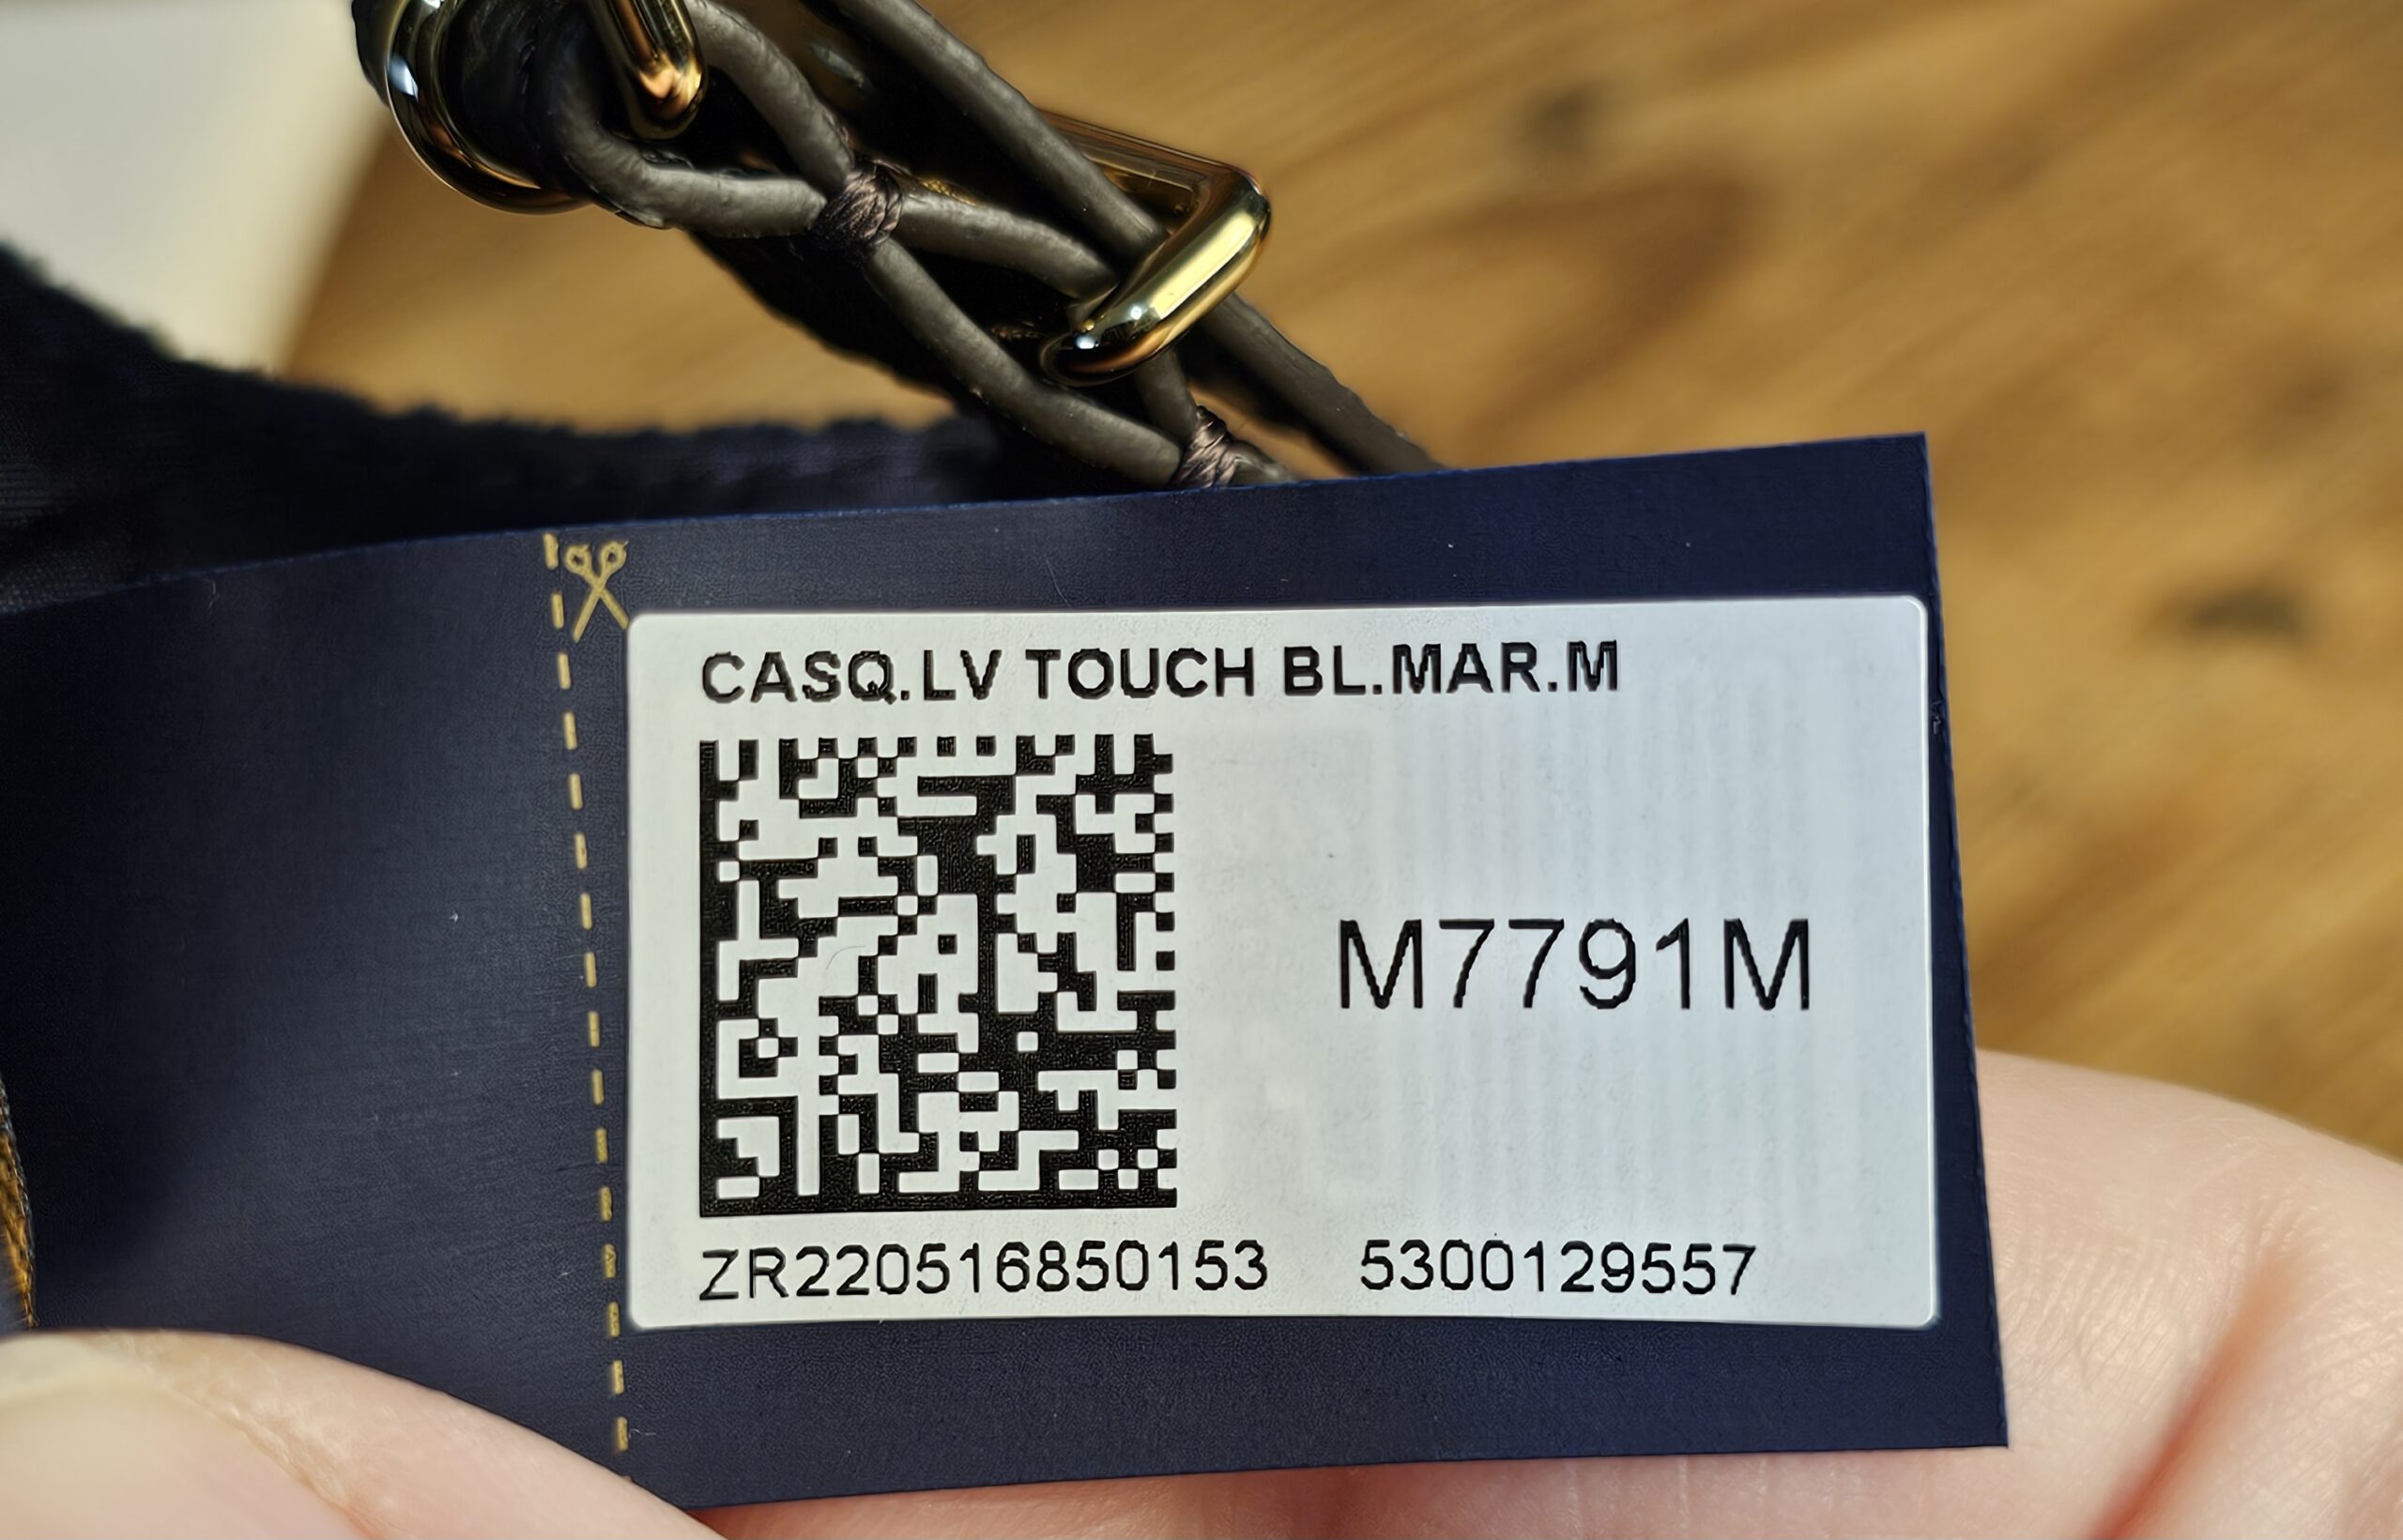 CASQ.LV TOUCH BL.MAR.M
M7791M
ZR220516850153 5300129557